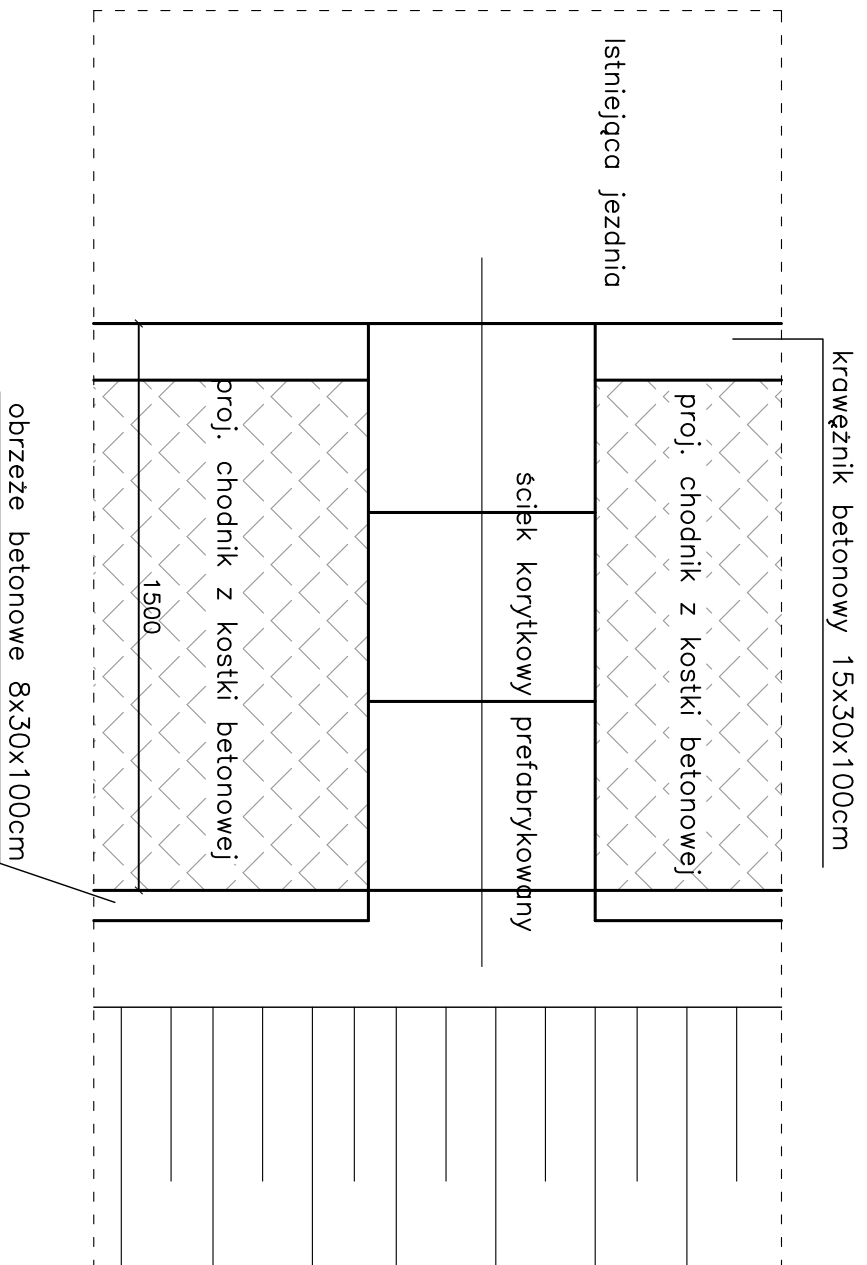 krawężnik betonowy 15x30x100cm
Istniejąca jezdnia
proj. chodnik z kostki betonowej
ściek korytkowy prefabrykowany
proj. chodnik z kostki betonowej
1500
obrzeże betonowe 8x30x100cm